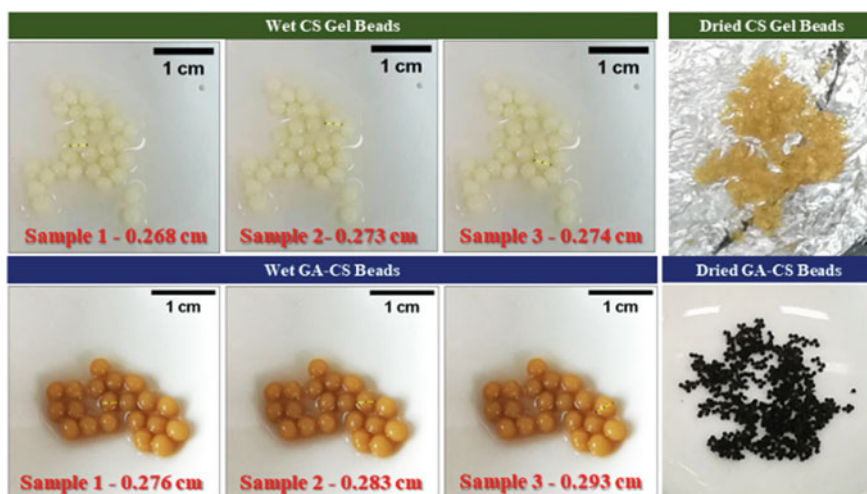 Wet CS Gel Beads
Dried CS Gel Beads
1 cm
1 cm
1 cm
Sample 1 - 0.268 cm
Sample 2- 0.273 cm
Sample 3 - 0.274 cm
Wet GA-CS Beads
Dried GA-CS Beads
1 cm
1 cm
1 cm
Sample 1 - 0.276 cm
Sample 2 - 0.283 cm
Sample 3 - 0.293 cm